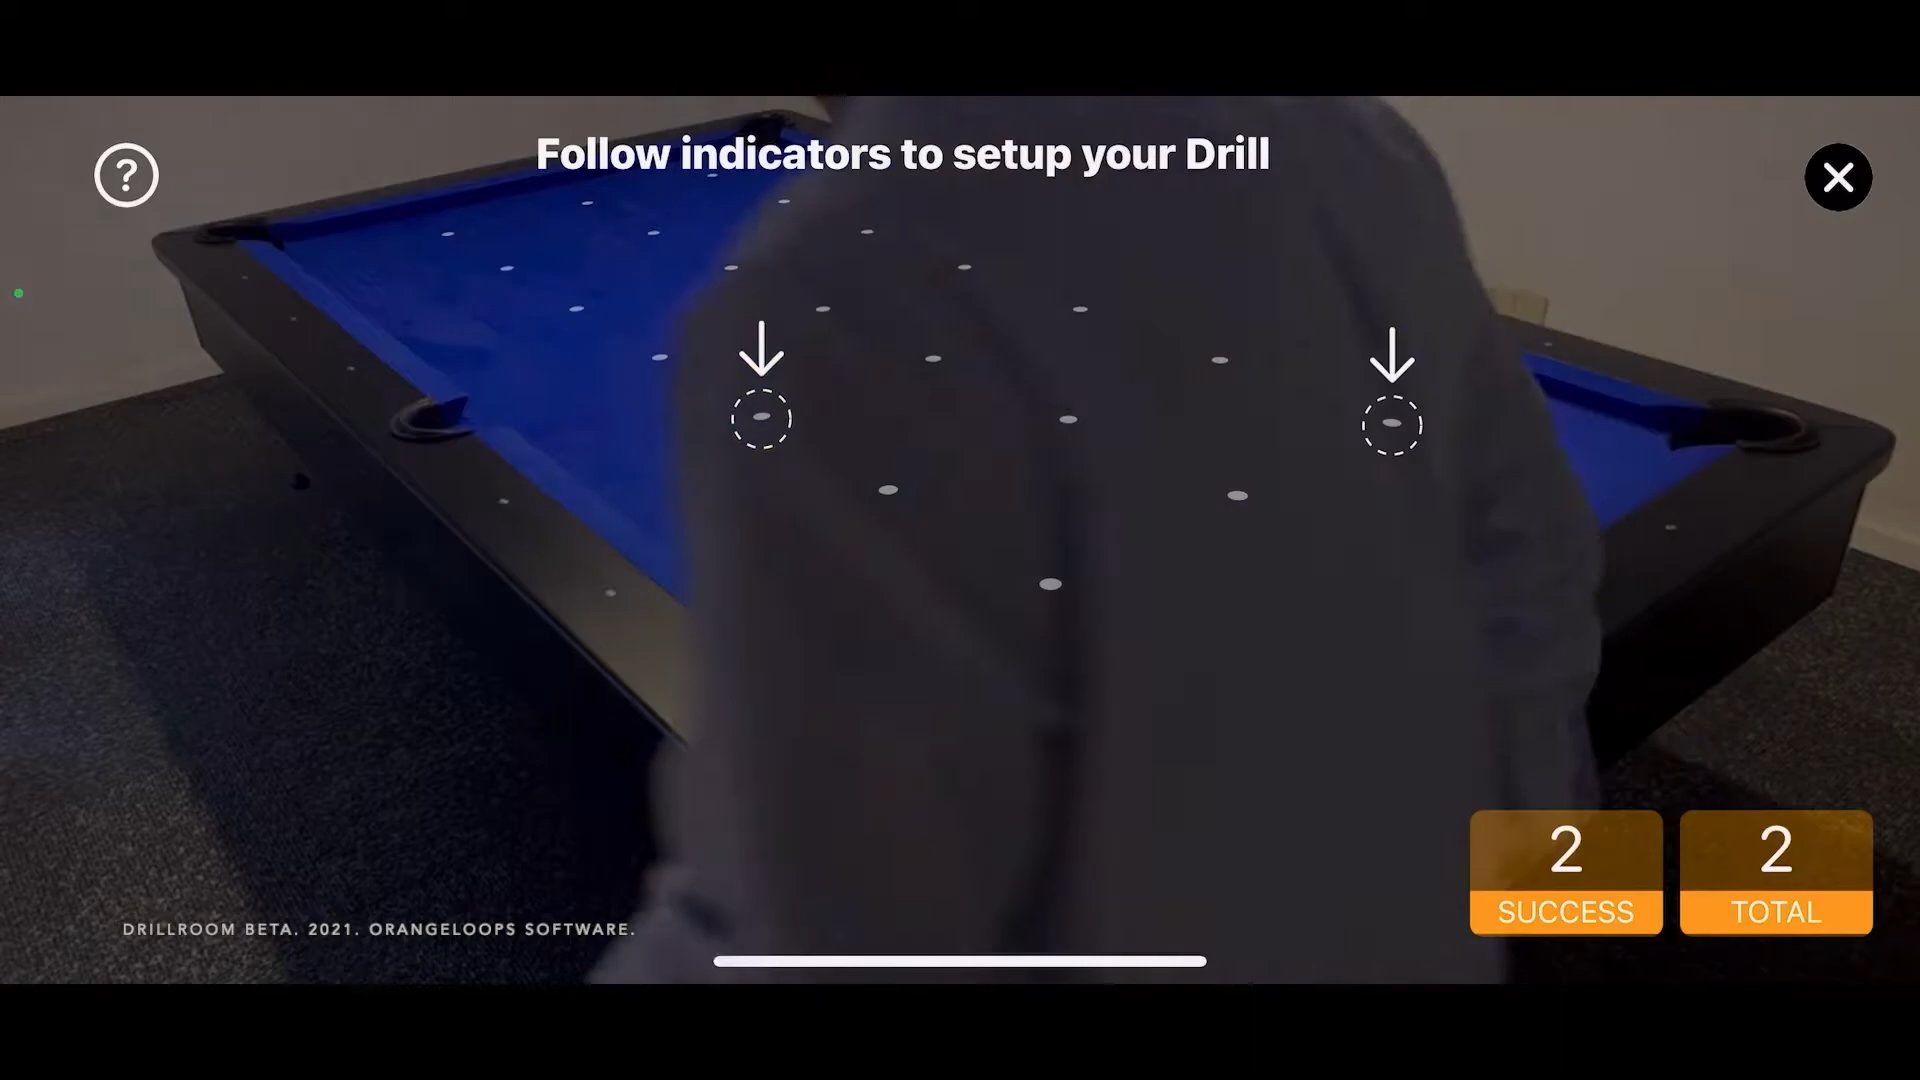 Follow indicators to setup your Drill
?
2
SUCCESS
2
TOTAL
DRILLROOM BETA. 2021. ORANGELOOPS SOFTWARE.